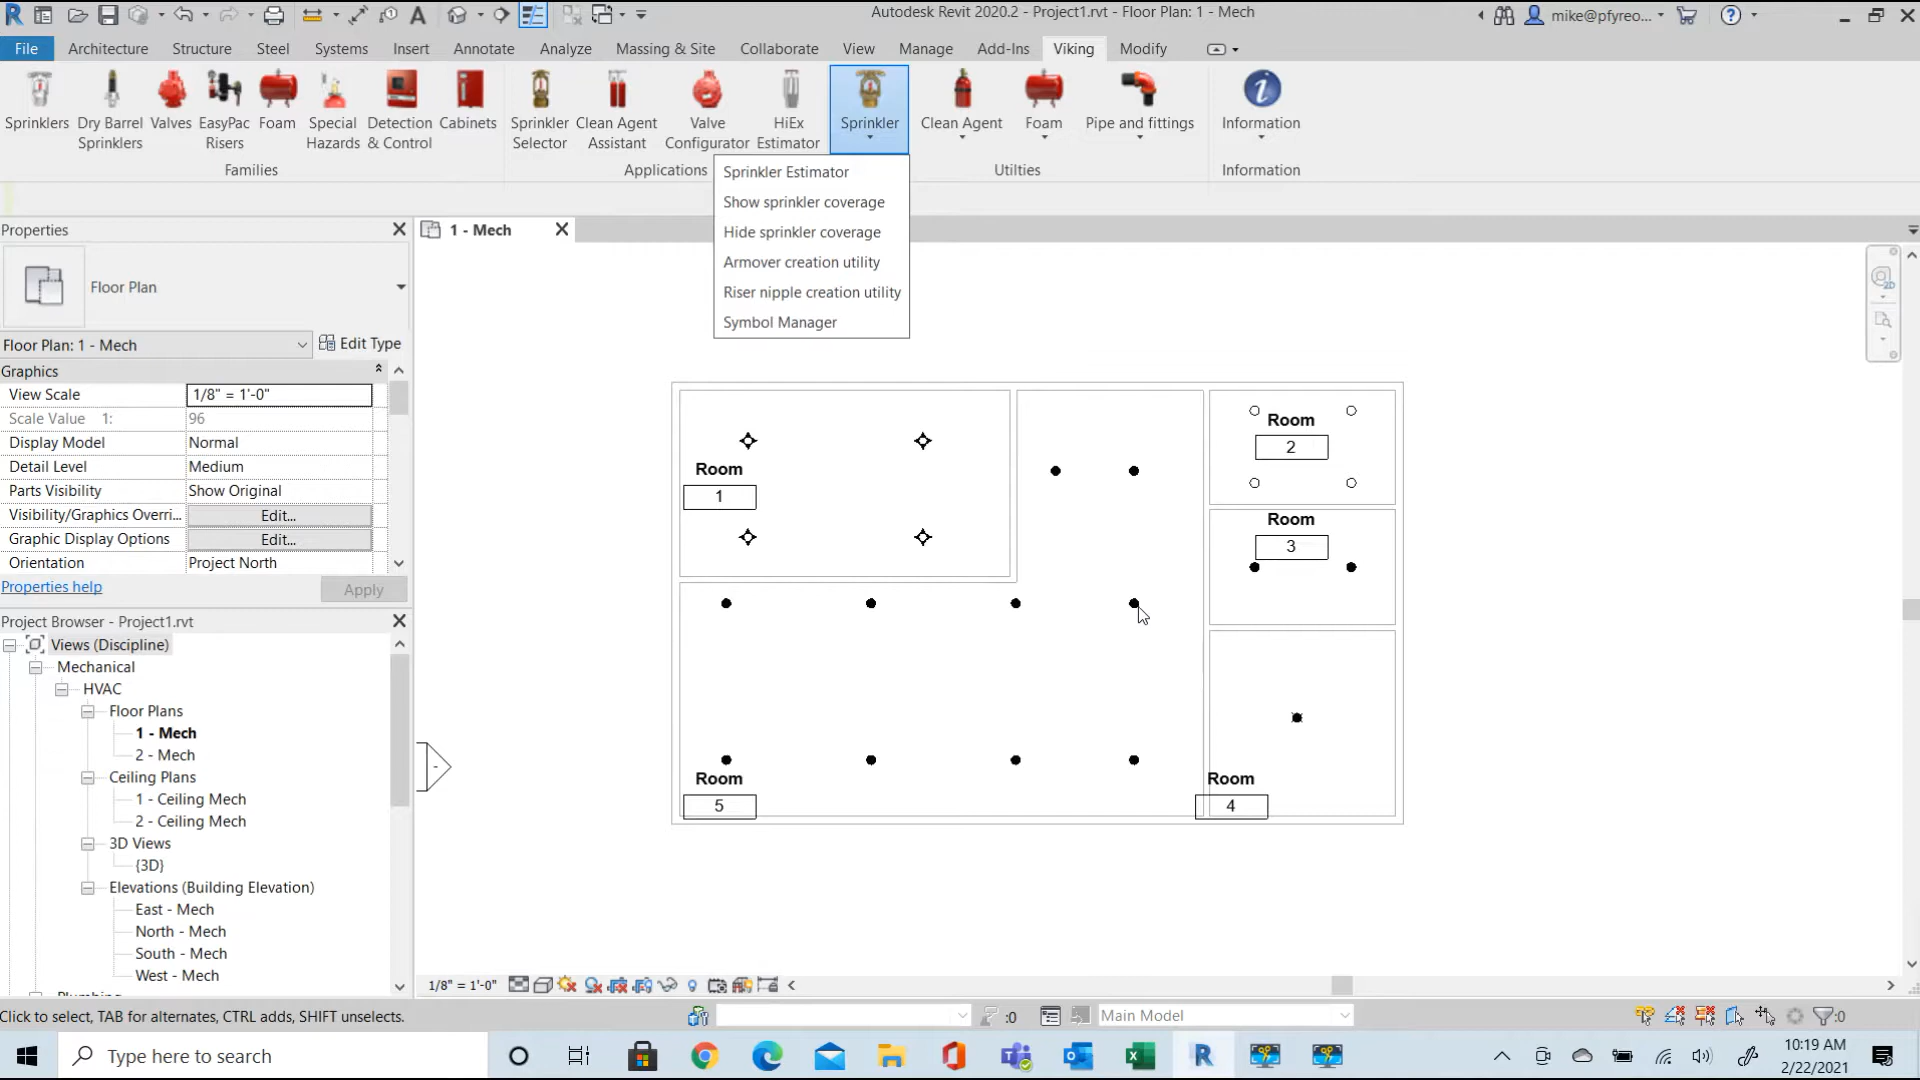 Autodesk Revit 2020.2 - Project1.rvt - Floor Plan: 1 - Mech
mike@pfyreo...
File Architecture Structure Steel Systems Insert Annotate Analyze Massing & Site Collaborate View Manage Add-Ins Viking Modify
Sprinklers
Dry Barrel
Sprinklers
Valves
EasyPac
Risers
Foam
Special
Hazards
Detection
& Control
Cabinets
Sprinkler
Selector
Clean Agent
Assistant
Valve
Configurator
HiEx
Estimator
Sprinkler
Clean Agent
Foam
Pipe and fittings
Information
Families
Applications
Utilties
Information
Sprinkler Estimator
Show sprinkler coverage
Hide sprinkler coverage
Armover creation utility
Riser nipple creation utility
Symbol Manager
Properties
Floor Plan
Floor Plan: 1 - Mech
Edit Type
Graphics
View Scale 1/8" = 1'-0"
Scale Value 1: 96
Display Model Normal
Detail Level Medium
Parts Visibility Show Original
Visibility/Graphics Overri... Edit...
Graphic Display Options Edit...
Orientation Project North
Properties help
Apply
Project Browser - Project1.rvt
Views (Discipline)
Mechanical
HVAC
Floor Plans
1 - Mech
2 - Mech
Ceiling Plans
1 - Ceiling Mech
2 - Ceiling Mech
3D Views
{3D}
Elevations (Building Elevation)
East - Mech
North - Mech
South - Mech
West - Mech
1 - Mech
2D
Room
1
Room
2
Room
3
Room
4
Room
5
1/8" = 1'-0"
Click to select, TAB for alternates, CTRL adds, SHIFT unselects.
:0
Main Model
:0
Type here to search
10:19 AM
2/22/2021